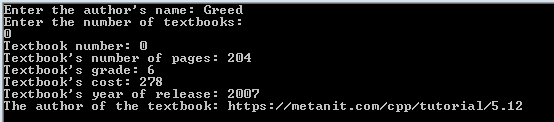 Enter the author's name: Greed
Enter the number of textbooks:
0
Textbook number: 0
Textbook's number of pages: 204
Textbook's grade: 6
Textbook's cost: 278
Textbook's year of release: 2007
The author of the textbook: https://metanit.com/cpp/tutorial/5.12